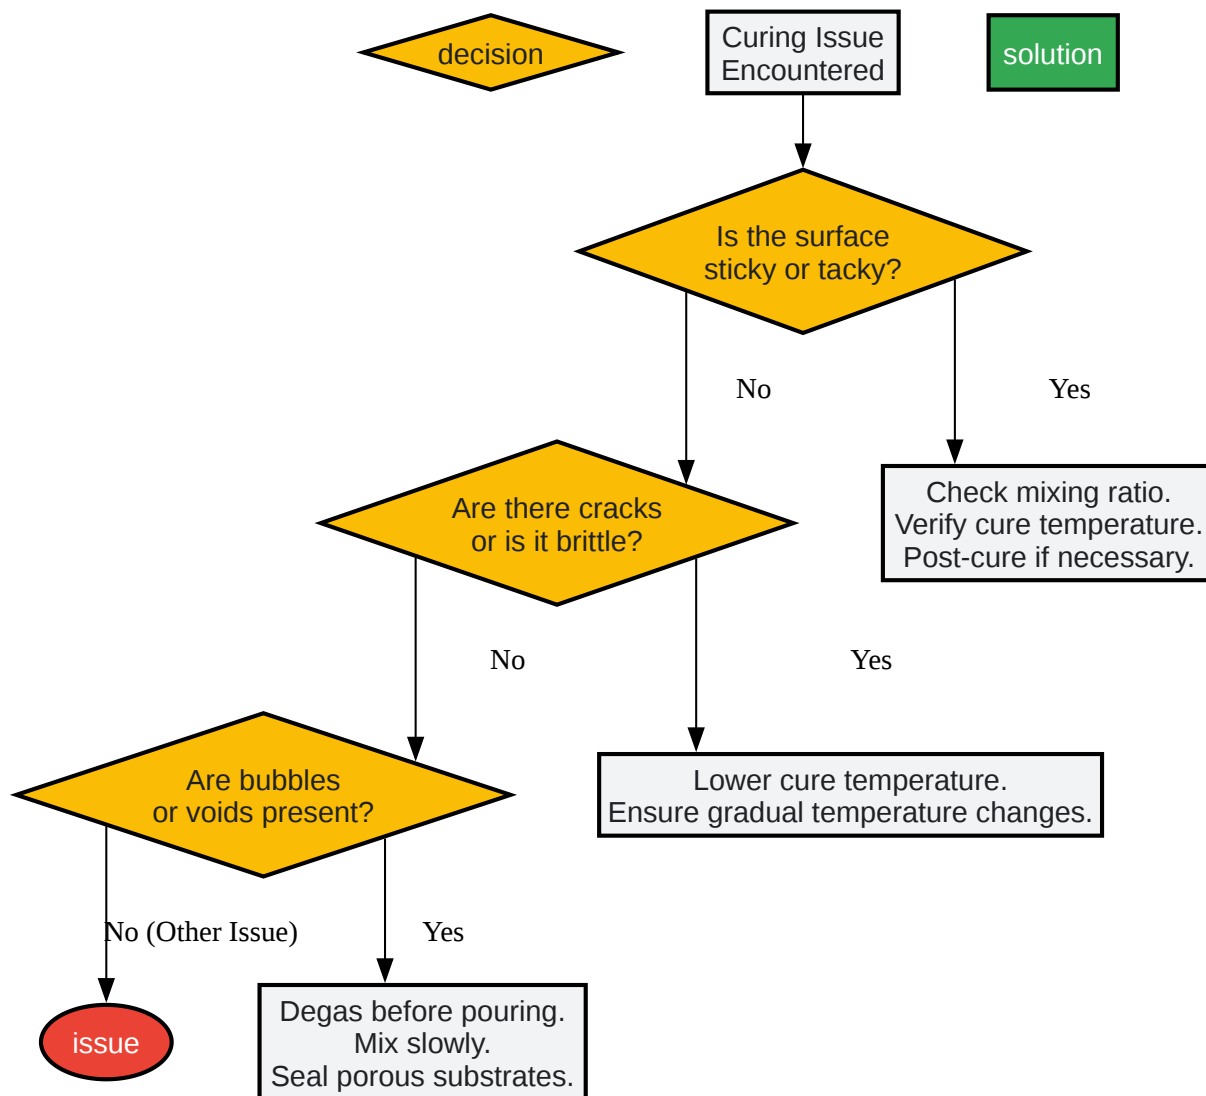 decision
Curing Issue
Encountered
solution
Is the surface
sticky or tacky?
No
Yes
Are there cracks
or is it brittle?
Check mixing ratio.
Verify cure temperature.
Post-cure if necessary.
No
Yes
Are bubbles
or voids present?
Lower cure temperature.
Ensure gradual temperature changes.
No (Other Issue)
Yes
issue
Degas before pouring.
Mix slowly.
Seal porous substrates.